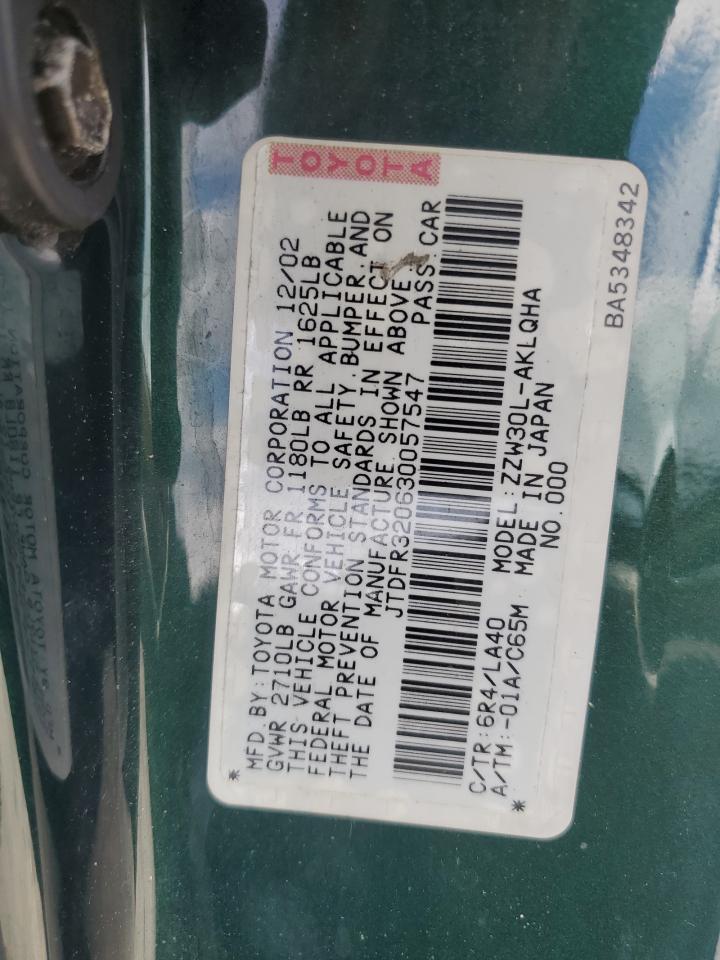 TOYOTA
MFD.BY:TOYOTA MOTOR CORPORATION 12/02
GVWR 2710LB GAWR FR 1180LB RR 1625LB
THIS VEHICLE CONFORMS TO ALL APPLICABLE
FEDERAL MOTOR VEHICLE SAFETY.BUMPER.AND
THEFT PREVENTION STANDARDS IN EFFECT ON
THE DATE OF MANUFACTURE SHOWN ABOVE.
JTDFR320630057547 PASS.CAR
C/TR:6R4/LA40 MODEL:ZZW30L-AKLQHA
A/TM:-01A/C65M MADE IN JAPAN
* NO.000
BA5348342